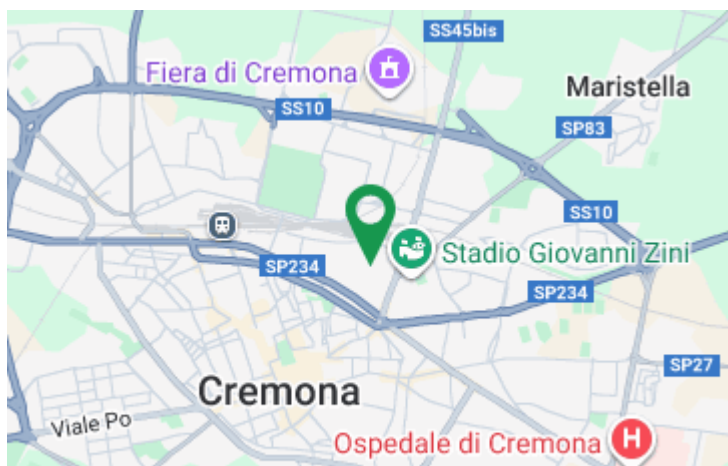 SS45bis
Fiera di Cremona
Maristella
SS10
SP83
SS10
Stadio Giovanni Zini
SP234
SP234
SP27
Cremona
Viale Po
Ospedale di Cremona
H